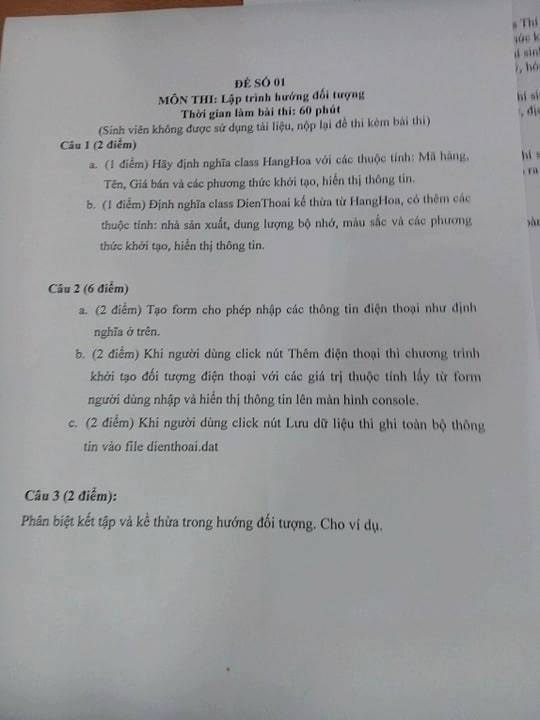 ĐỀ SỐ 01
MÔN THI: Lập trình hướng đối tượng
Thời gian làm bài thi: 60 phút
(Sinh viên không được sử dụng tài liệu, nộp lại đề thi kèm bài thi)
Câu 1 (2 điểm)
a. (1 điểm) Hãy định nghĩa class HangHoa với các thuộc tính: Mã hàng,
Tên, Giá bán và các phương thức khởi tạo, hiển thị thông tin.
b. (1 điểm) Định nghĩa class DienThoai kế thừa từ HangHoa, có thêm các
thuộc tính: nhà sản xuất, dung lượng bộ nhớ, màu sắc và các phương
thức khởi tạo, hiển thị thông tin.
Câu 2 (6 điểm)
a. (2 điểm) Tạo form cho phép nhập các thông tin điện thoại như định
nghĩa ở trên.
b. (2 điểm) Khi người dùng click nút Thêm điện thoại thì chương trình
khởi tạo đối tượng điện thoại với các giá trị thuộc tính lấy từ form
người dùng nhập và hiển thị thông tin lên màn hình console.
c. (2 điểm) Khi người dùng click nút Lưu dữ liệu thì ghi toàn bộ thông
tin vào file dienthoai.dat
Câu 3 (2 điểm):
Phân biệt kết tập và kế thừa trong hướng đối tượng. Cho ví dụ.